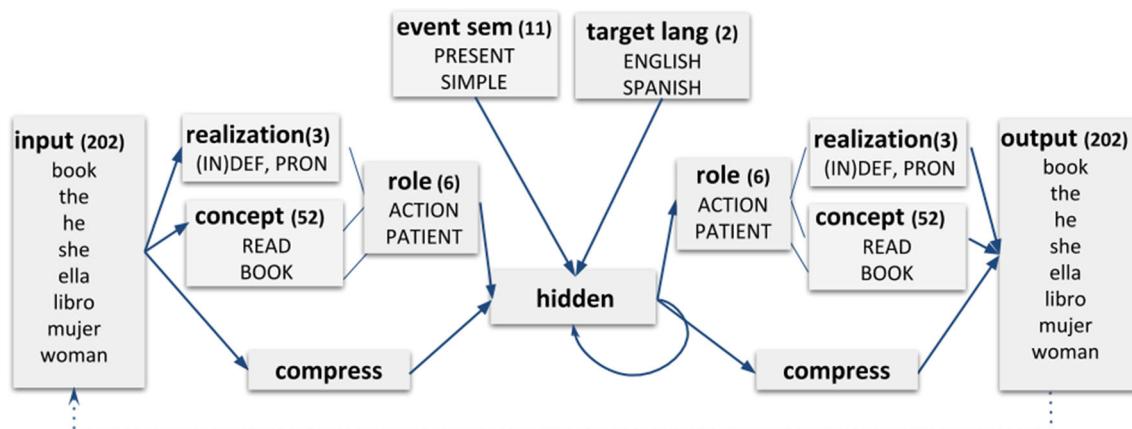 event sem (11)
PRESENT
SIMPLE
target lang (2)
ENGLISH
SPANISH
input (202)
book
the
he
she
ella
libro
mujer
woman
realization(3)
(IN)DEF, PRON
concept (52)
READ
BOOK
role (6)
ACTION
PATIENT
compress
hidden
role (6)
ACTION
PATIENT
realization(3)
(IN)DEF, PRON
concept (52)
READ
BOOK
compress
output (202)
book
the
he
she
ella
libro
mujer
woman